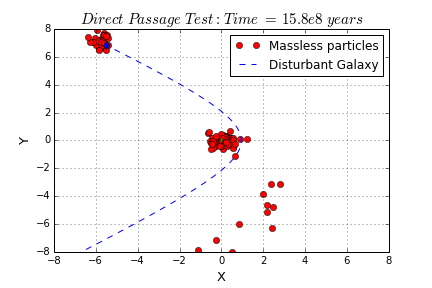 Direct Passage Test : Time = 15.8e8 years
8
6
4
2
0
−2
−4
−6
−8
Y
Massless particles
Disturbant Galaxy
−8 −6 −4 −2 0 2 4 6 8
X